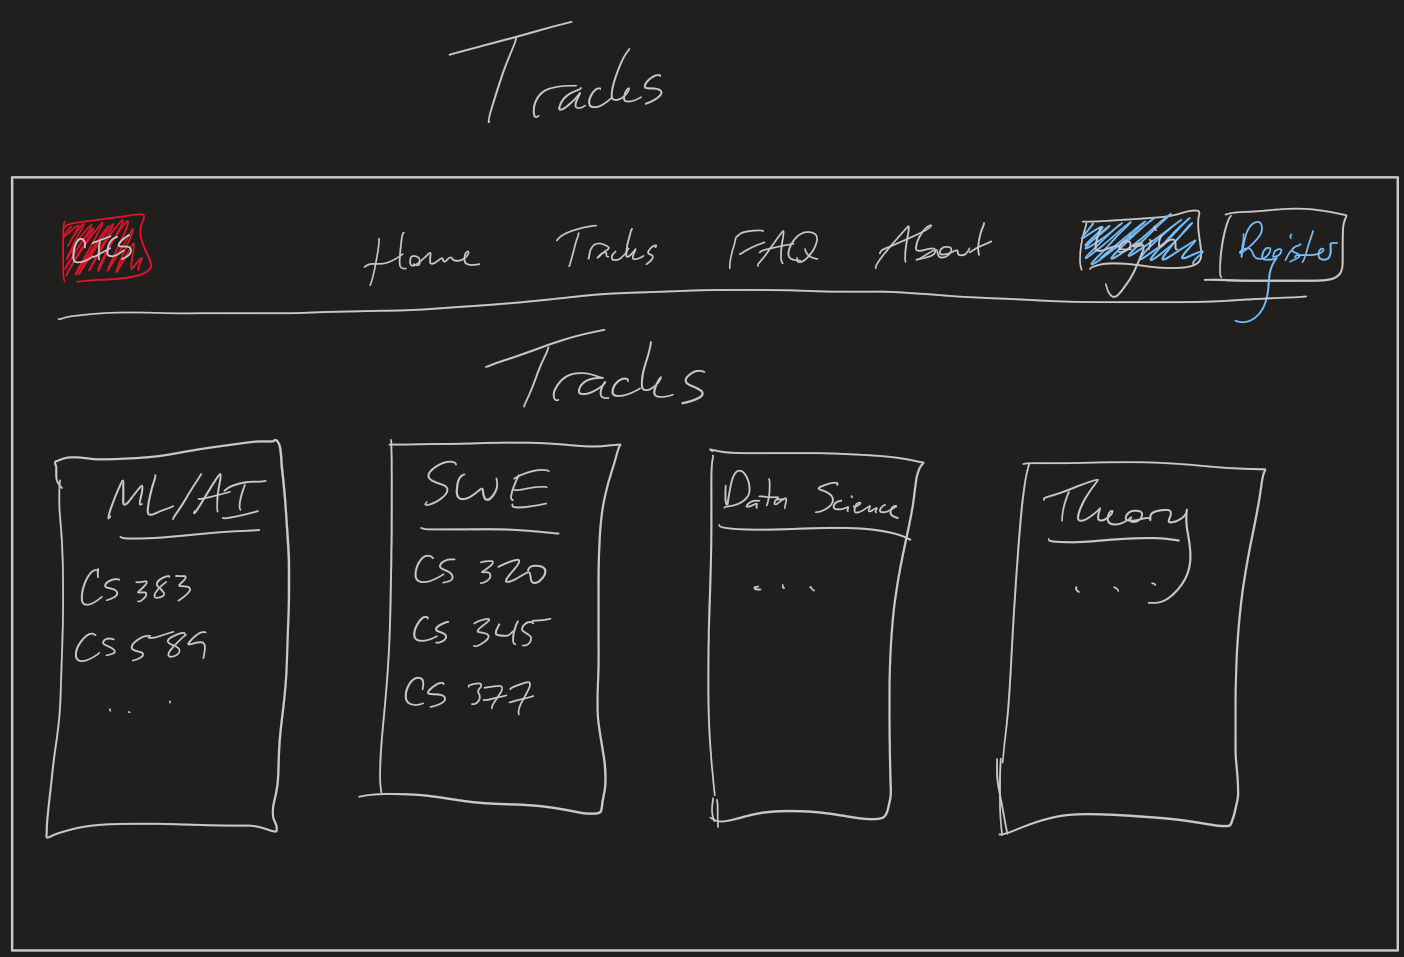 Tracks
CICS Home Tracks FAQ About Login Register
Tracks
ML/AI
CS 383
CS 589
...
SWE
CS 320
CS 345
CS 377
Data Science
...
Theory
...